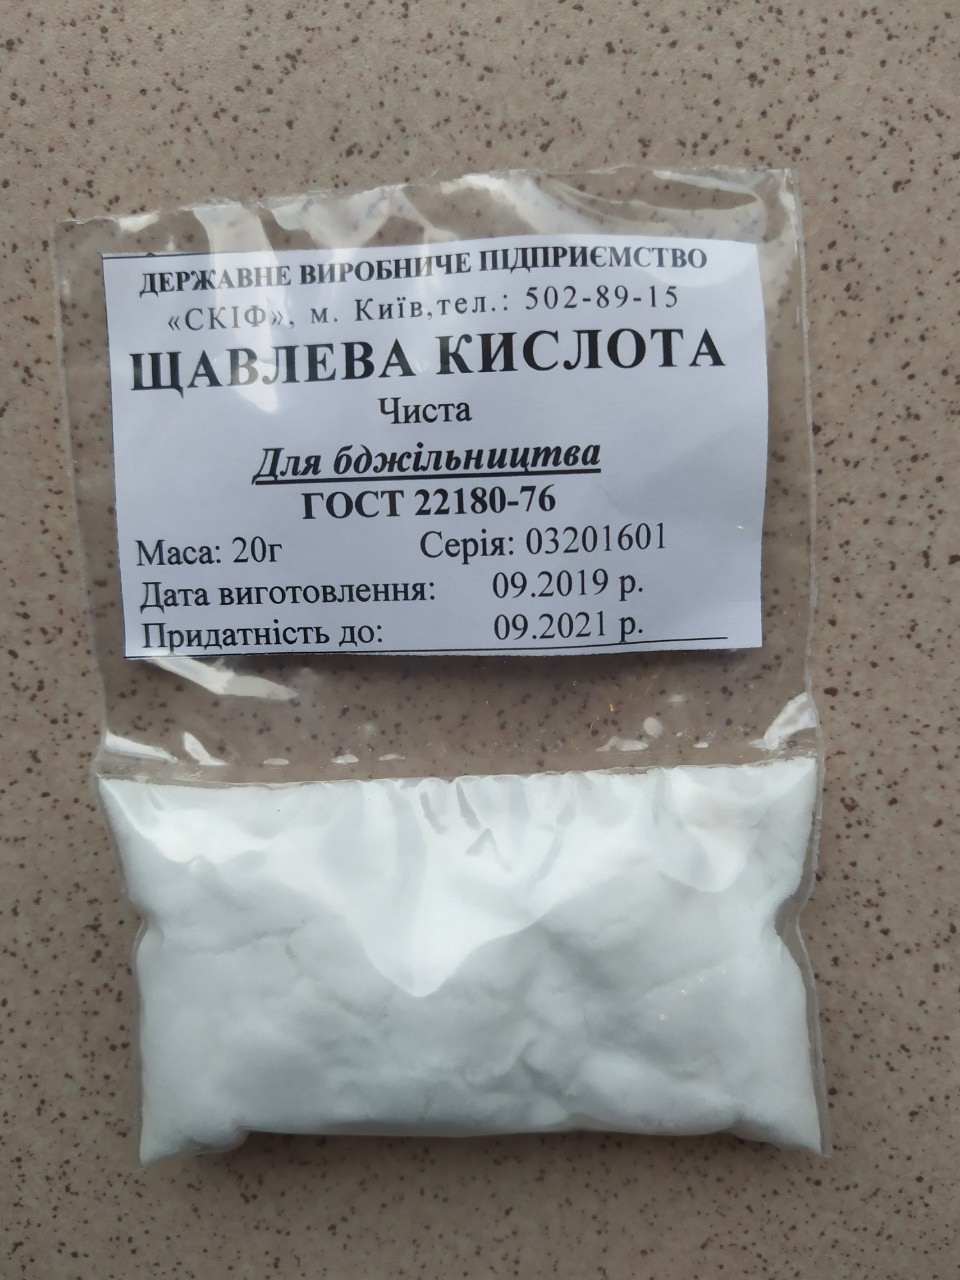 ДЕРЖАВНЕ ВИРОБНИЧЕ ПІДПРИЄМСТВО
«СКІФ», м. Київ,тел.: 502-89-15
ЩАВЛЕВА КИСЛОТА
Чиста
Для бджільництва
ГОСТ 22180-76
Маса: 20г Серія: 03201601
Дата виготовлення: 09.2019 р.
Придатність до: 09.2021 р.